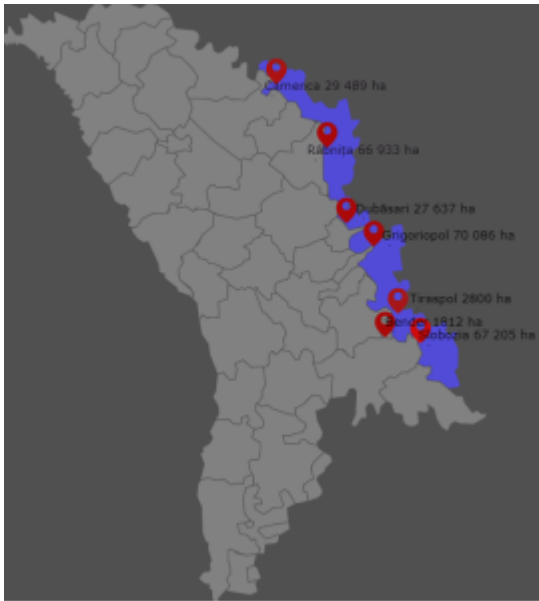 Camenca 29 489 ha
Râbnița 66 933 ha
Dubăsari 27 637 ha
Grigoriopol 70 086 ha
Tiraspol 2800 ha
Bender 1812 ha
Slobozia 67 205 ha